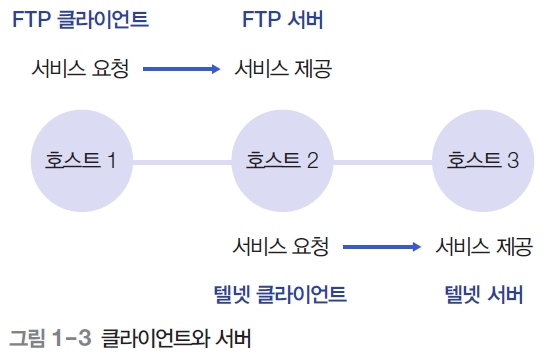 FTP 클라이언트 FTP 서버
서비스 요청 서비스 제공
호스트 1 호스트 2 호스트 3
서비스 요청 서비스 제공
텔넷 클라이언트 텔넷 서버
그림 1-3 클라이언트와 서버